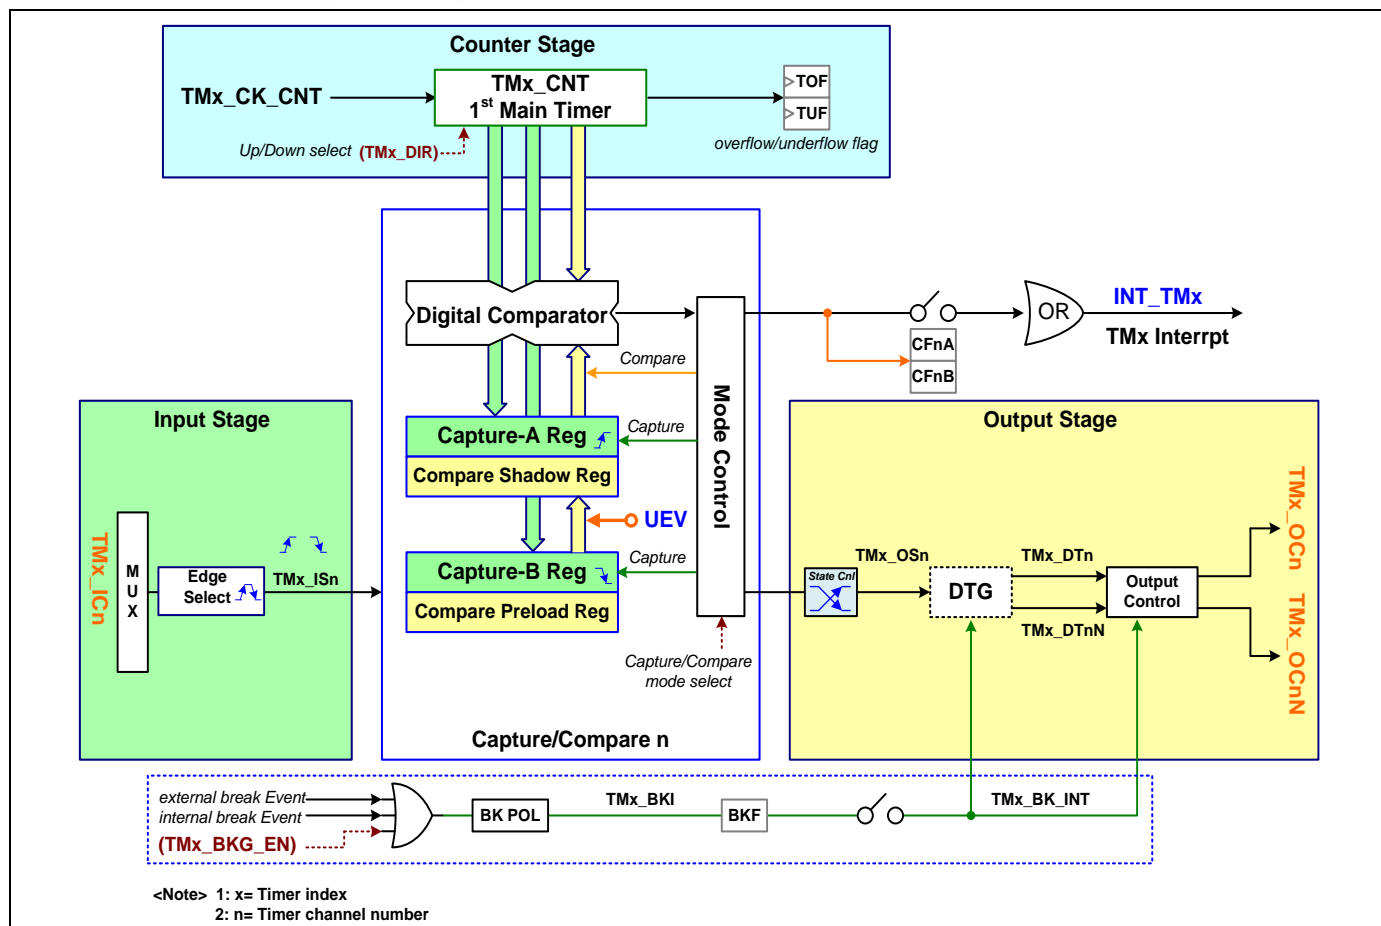 Counter Stage
TMx_CK_CNT
TMx_CNT
1st Main Timer
TOF
TUF
Up/Down select (TMx_DIR)
overflow/underflow flag
Digital Comparator
Compare
Mode Control
INT_TMx
OR
TMx Interrpt
CFnA
CFnB
Input Stage
Capture-A Reg
Capture
Compare Shadow Reg
UEV
Capture-B Reg
Capture
Compare Preload Reg
TMx_ICn
MUX
Edge
Select
TMx_ISn
Capture/Compare
mode select
Capture/Compare n
Output Stage
State Cnl
TMx_OSn
DTG
TMx_DTn
TMx_DTnN
Output
Control
TMx_OCn
TMx_OCnN
external break Event
internal break Event
(TMx_BKG_EN)
BK POL
TMx_BKI
BKF
TMx_BK_INT
<Note> 1: x= Timer index
2: n= Timer channel number